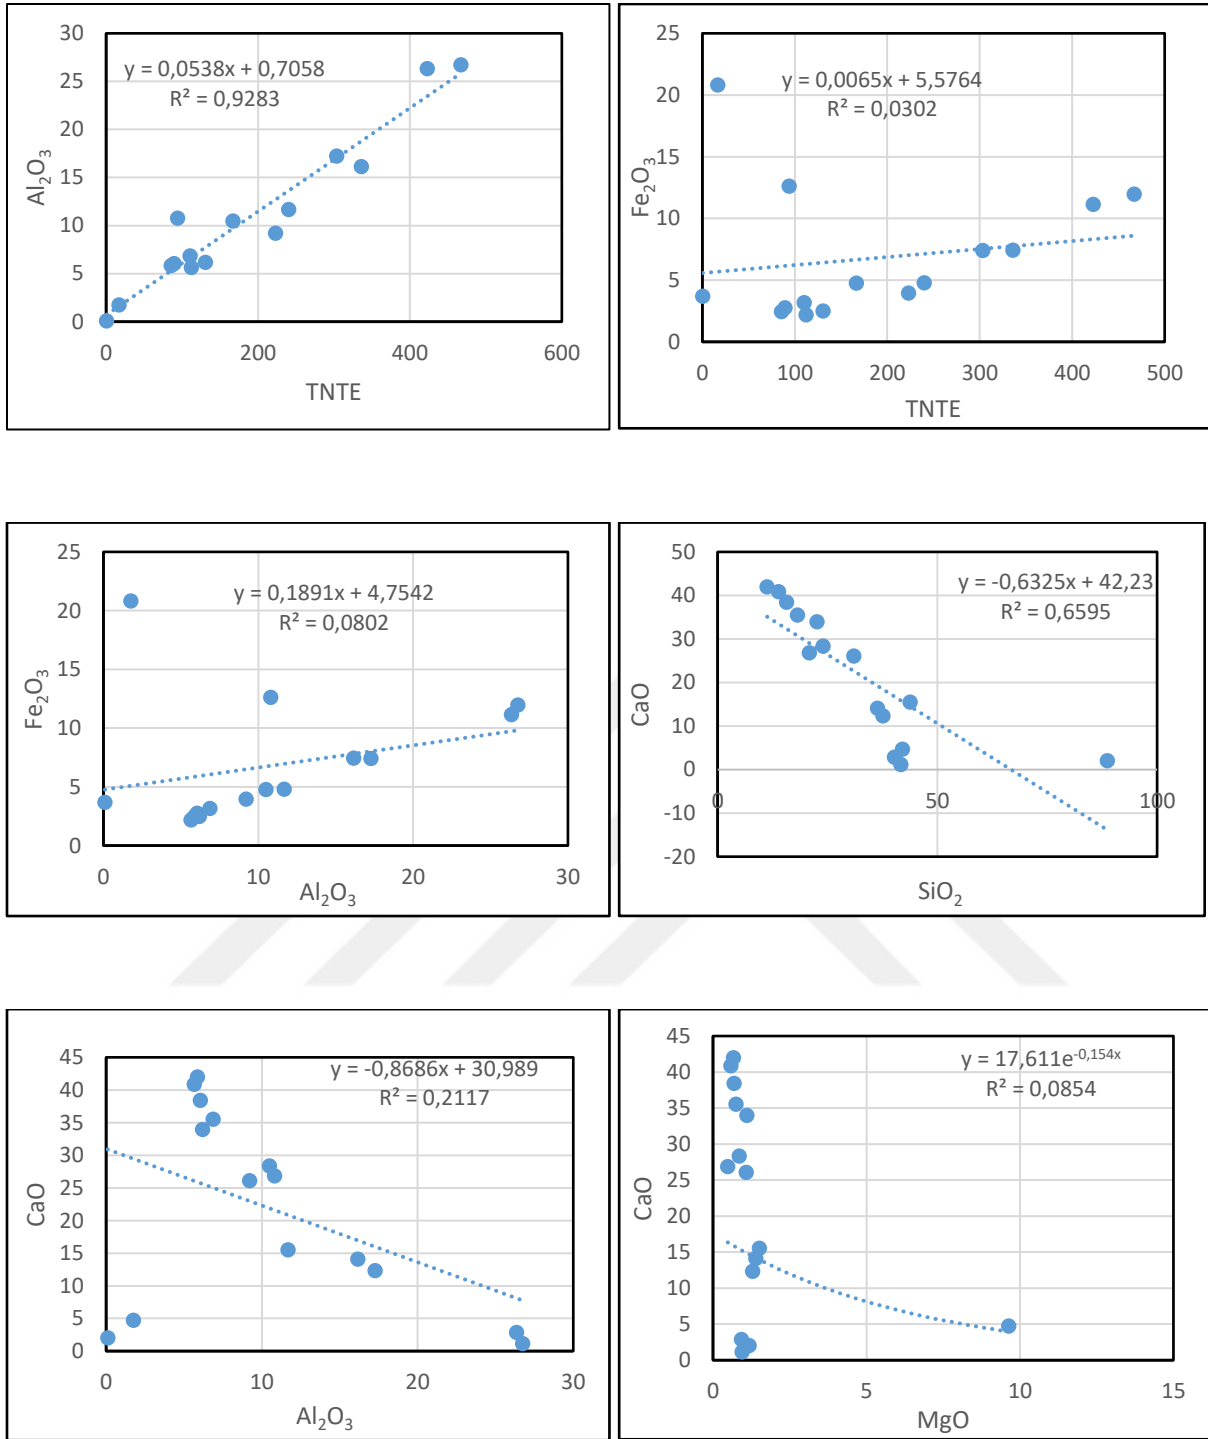 30
25
20
15
10
5
0
Al₂O₃
y = 0,0538x + 0,7058
R² = 0,9283
0 200 400 600
TNTE
25
20
15
10
5
0
Fe₂O₃
y = 0,0065x + 5,5764
R² = 0,0302
0 100 200 300 400 500
TNTE
25
20
15
10
5
0
Fe₂O₃
y = 0,1891x + 4,7542
R² = 0,0802
0 10 20 30
Al₂O₃
50
40
30
20
10
0
-10
-20
CaO
y = -0,6325x + 42,23
R² = 0,6595
0 50 100
SiO₂
45
40
35
30
25
20
15
10
5
0
CaO
y = -0,8686x + 30,989
R² = 0,2117
0 10 20 30
Al₂O₃
45
40
35
30
25
20
15
10
5
0
CaO
y = 17,611e⁻⁰,¹⁵⁴ˣ
R² = 0,0854
0 5 10 15
MgO